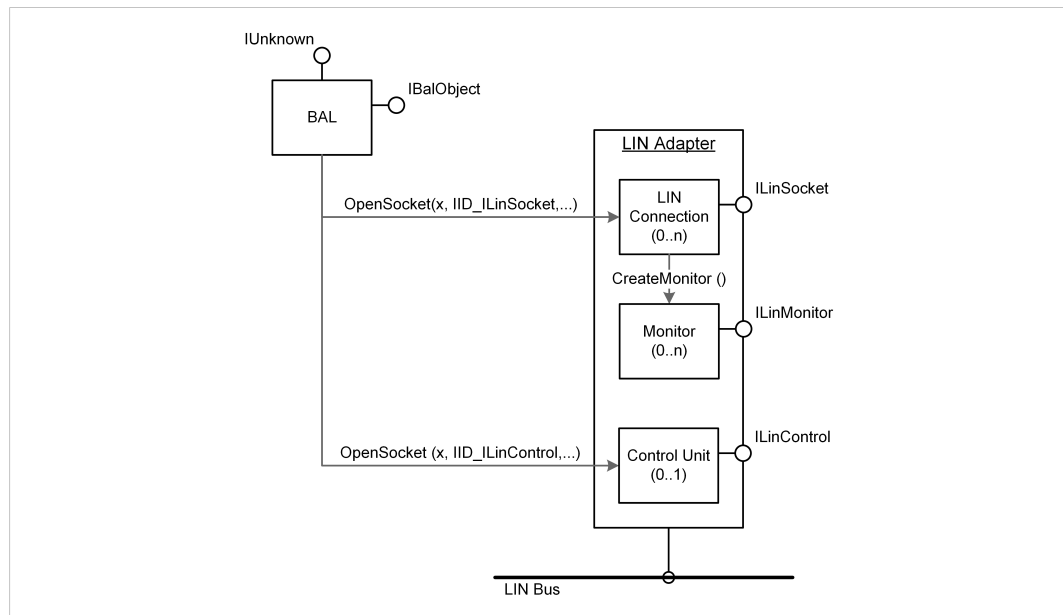 IUnknown
IBalObject
BAL
LIN Adapter
OpenSocket(x, IID_ILinSocket,...)
LIN
Connection
(0..n)
ILinSocket
CreateMonitor ()
Monitor
(0..n)
ILinMonitor
OpenSocket (x, IID_ILinControl,...)
Control Unit
(0..1)
ILinControl
LIN Bus